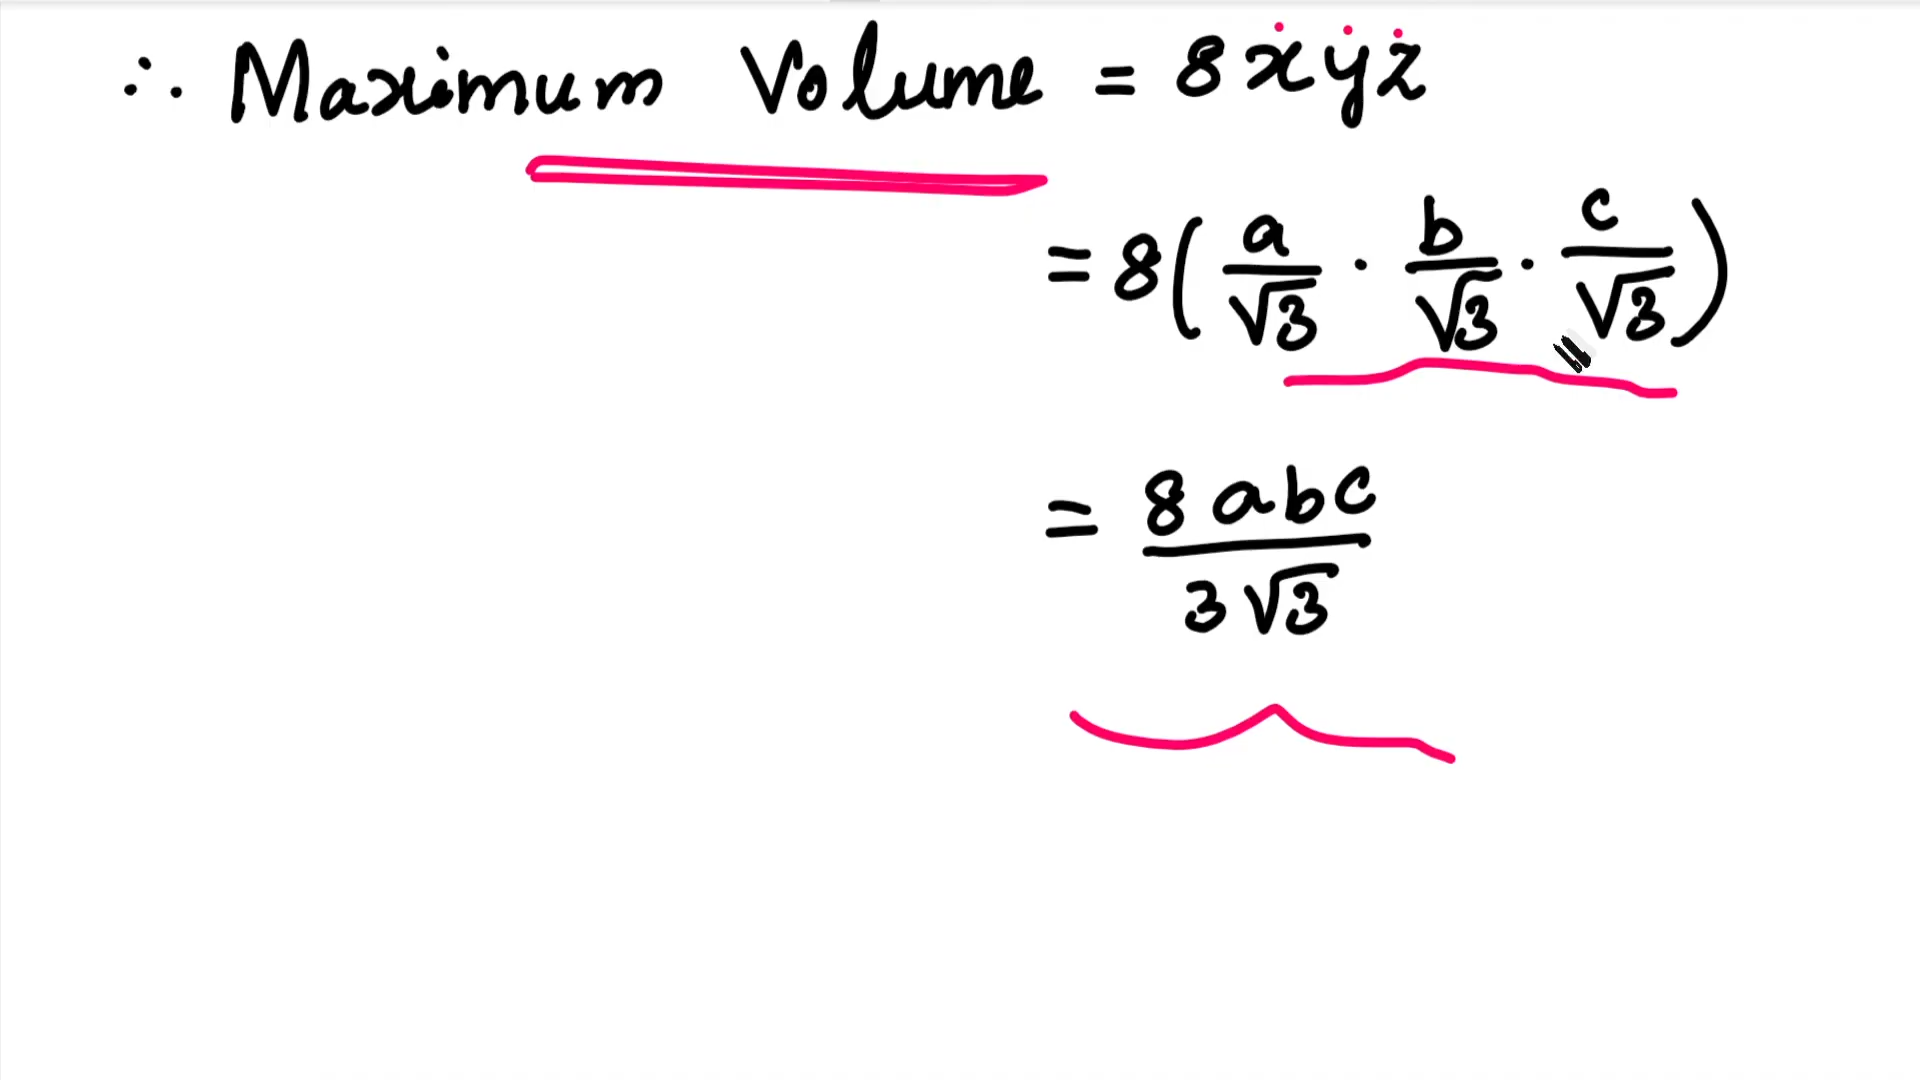 ∴ Maximum Volume = 8xyz
= 8(a/√3 · b/√3 · c/√3)
= 8abc/3√3